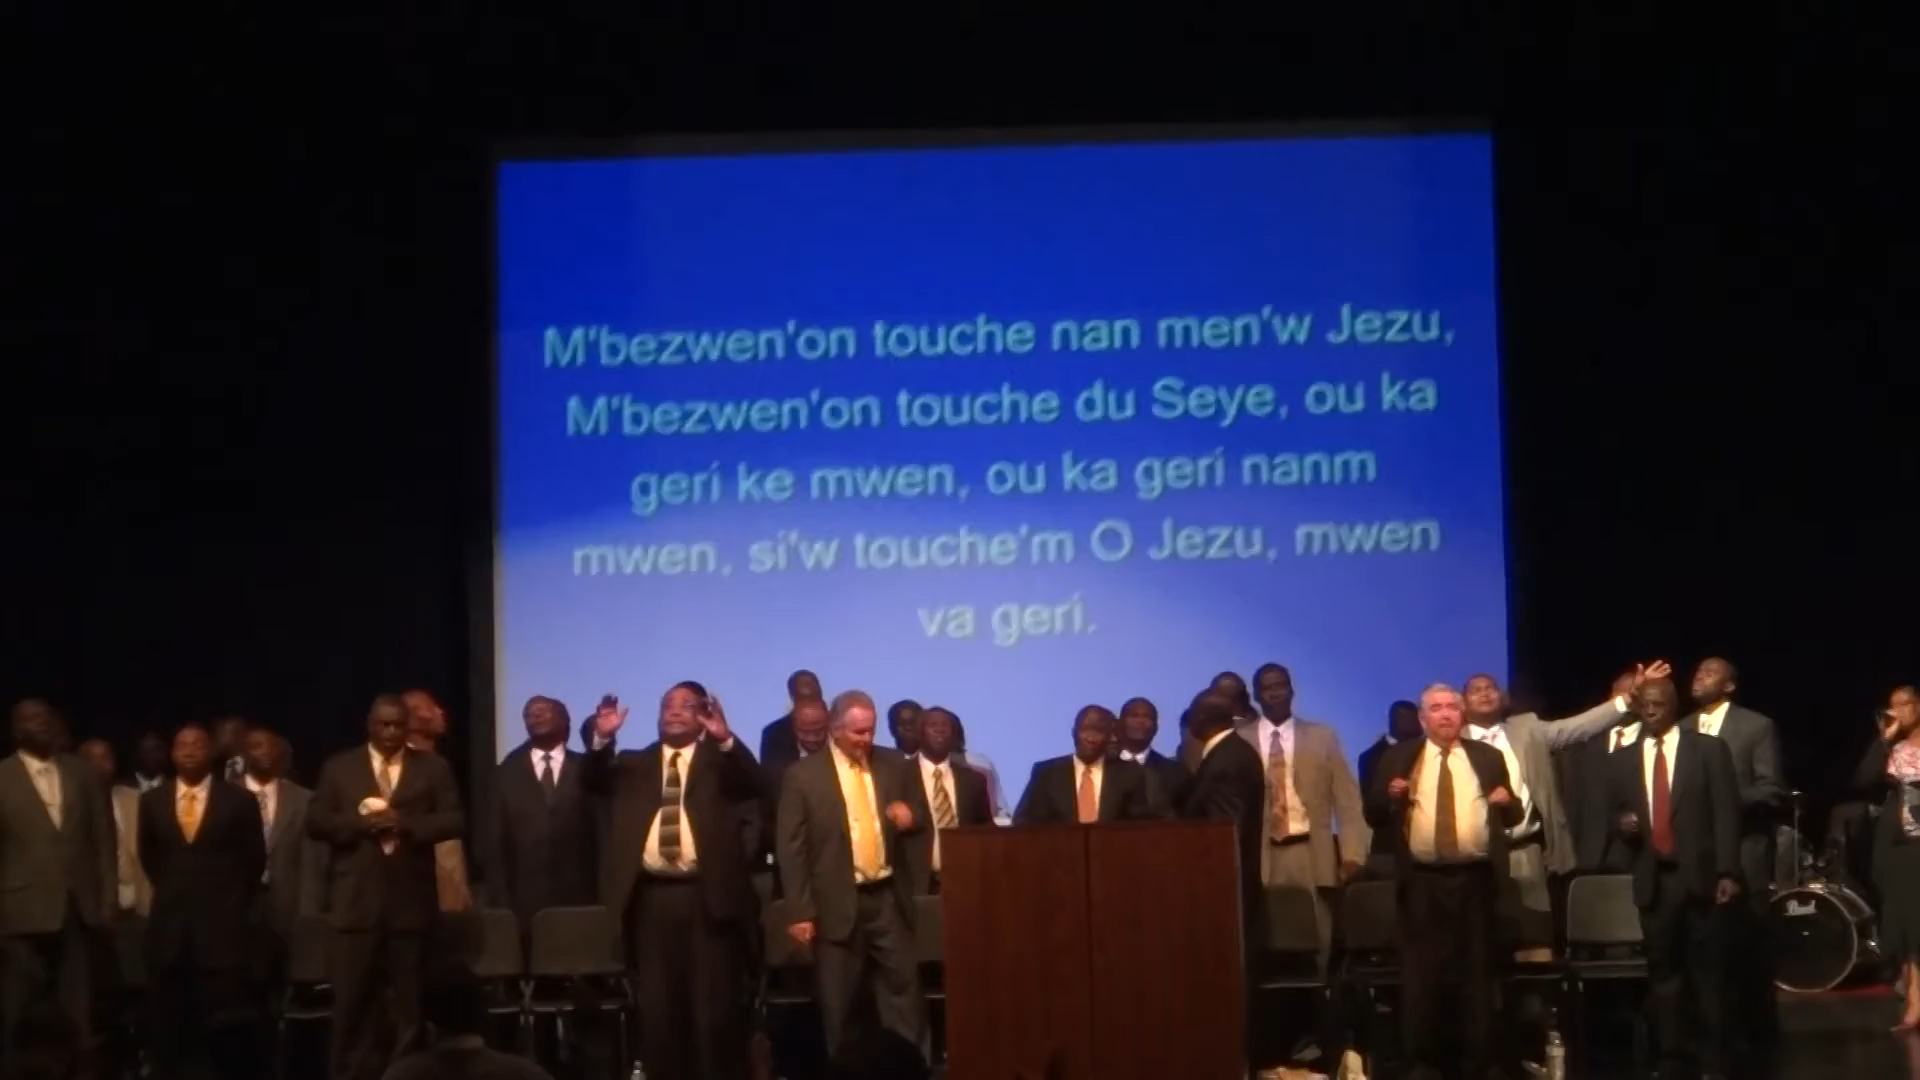 M'bezwen'on touche nan men'w Jezu,
M'bezwen'on touche du Seye, ou ka
geri ke mwen, ou ka geri nanm
mwen, si'w touche'm O Jezu, mwen
va geri.
Pearl